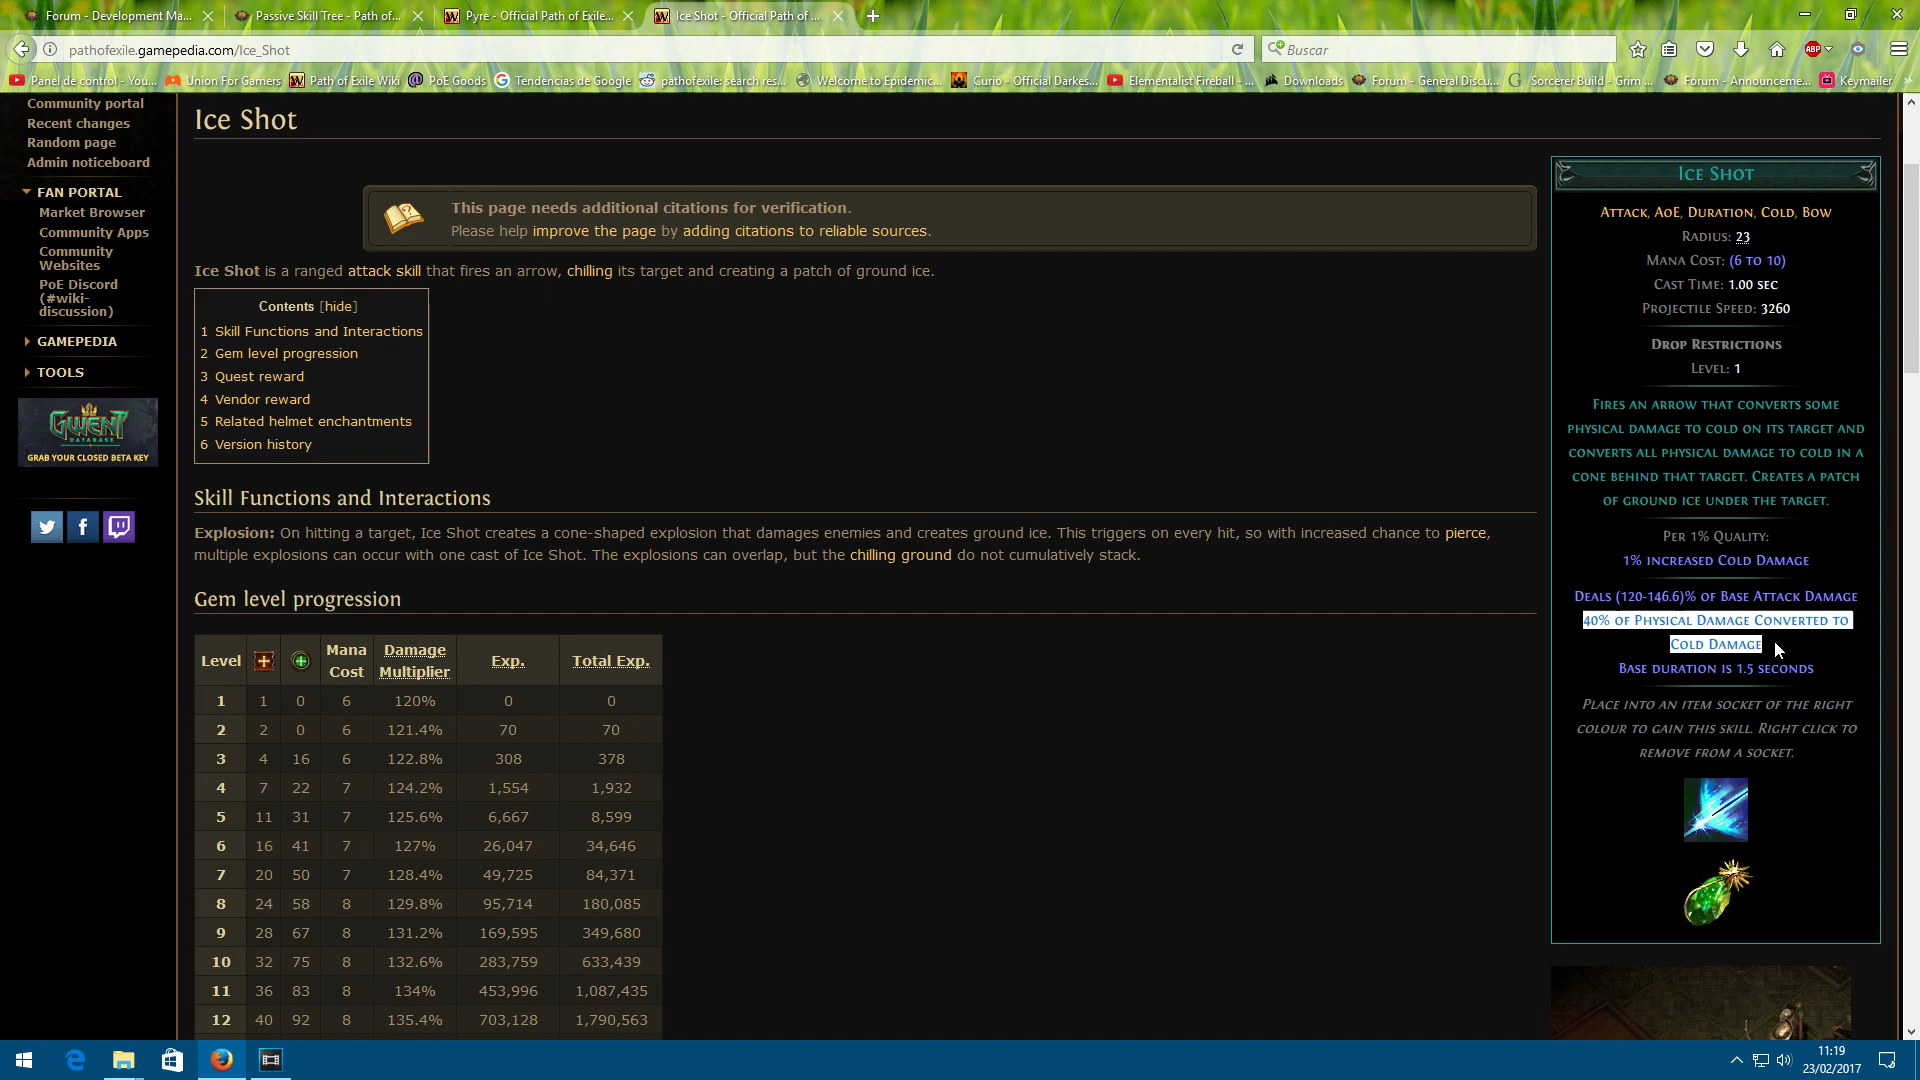 Forum - Development Ma...
Passive Skill Tree - Path of...
Pyre - Official Path of Exile...
Ice Shot - Official Path of ...
pathofexile.gamepedia.com/Ice_Shot
Buscar
ABP
Panel de control - You...
Union For Gamers
Path of Exile Wiki
PoE Goods
Tendencias de Google
pathofexile: search res...
Welcome to Epidemic...
Curio - Official Darkes...
Elementalist Fireball - ...
Downloads
Forum - General Discu...
Sorcerer Build - Grim ...
Forum - Announceme...
Keymailer
Community portal
Recent changes
Random page
Admin noticeboard
FAN PORTAL
Market Browser
Community Apps
Community
Websites
PoE Discord
(#wiki-
discussion)
GAMEPEDIA
TOOLS
GWENT
DATABASE
GRAB YOUR CLOSED BETA KEY
Ice Shot
This page needs additional citations for verification.
Please help improve the page by adding citations to reliable sources.
Ice Shot is a ranged attack skill that fires an arrow, chilling its target and creating a patch of ground ice.
Contents [hide]
1 Skill Functions and Interactions
2 Gem level progression
3 Quest reward
4 Vendor reward
5 Related helmet enchantments
6 Version history
Skill Functions and Interactions
Explosion: On hitting a target, Ice Shot creates a cone-shaped explosion that damages enemies and creates ground ice. This triggers on every hit, so with increased chance to pierce,
multiple explosions can occur with one cast of Ice Shot. The explosions can overlap, but the chilling ground do not cumulatively stack.
Gem level progression
Level Mana Cost Damage Multiplier Exp. Total Exp.
1 1 0 6 120% 0 0
2 2 0 6 121.4% 70 70
3 4 16 6 122.8% 308 378
4 7 22 7 124.2% 1,554 1,932
5 11 31 7 125.6% 6,667 8,599
6 16 41 7 127% 26,047 34,646
7 20 50 7 128.4% 49,725 84,371
8 24 58 8 129.8% 95,714 180,085
9 28 67 8 131.2% 169,595 349,680
10 32 75 8 132.6% 283,759 633,439
11 36 83 8 134% 453,996 1,087,435
12 40 92 8 135.4% 703,128 1,790,563
Ice Shot
Attack, AoE, Duration, Cold, Bow
Radius: 23
Mana Cost: (6 to 10)
Cast Time: 1.00 sec
Projectile Speed: 3260
Drop Restrictions
Level: 1
Fires an arrow that converts some
physical damage to cold on its target and
converts all physical damage to cold in a
cone behind that target. Creates a patch
of ground ice under the target.
Per 1% Quality:
1% increased Cold Damage
Deals (120-146.6)% of Base Attack Damage
40% of Physical Damage Converted to
Cold Damage
Base duration is 1.5 seconds
Place into an item socket of the right
colour to gain this skill. Right click to
remove from a socket.
11:19
23/02/2017